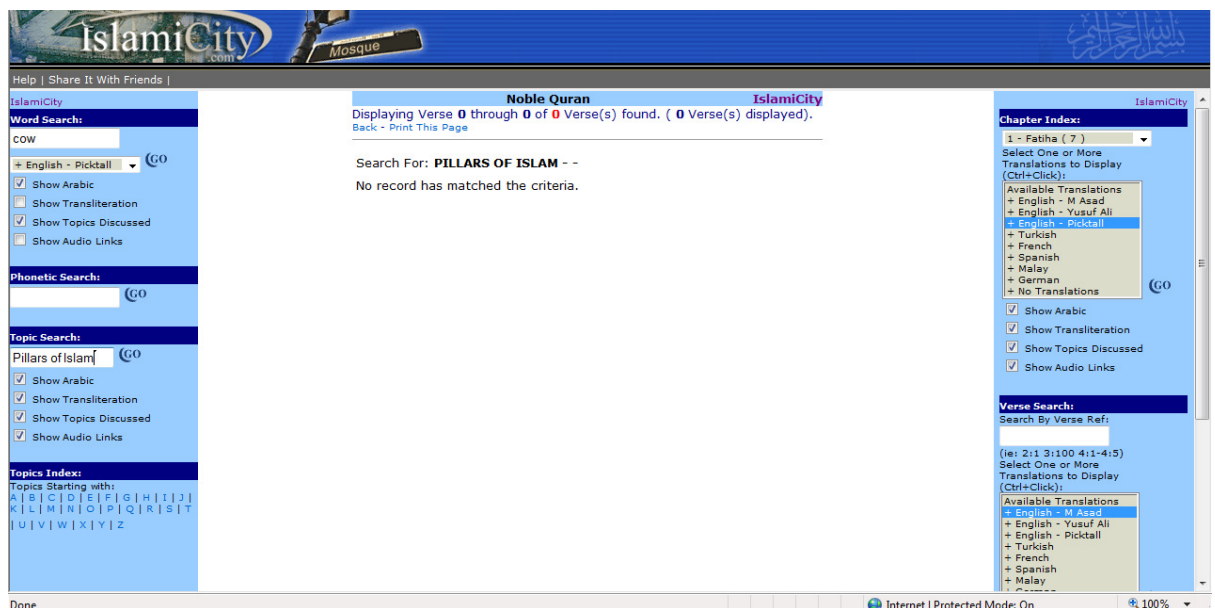 IslamiCity
.com
Mosque
Help | Share It With Friends |
IslamiCity
Word Search:
cow
+ English - Picktall
GO
Show Arabic
Show Transliteration
Show Topics Discussed
Show Audio Links
Phonetic Search:
GO
Topic Search:
Pillars of Islam
GO
Show Arabic
Show Transliteration
Show Topics Discussed
Show Audio Links
Topics Index:
Topics Starting with:
A | B | C | D | E | F | G | H | I | J |
K | L | M | N | O | P | Q | R | S | T
| U | V | W | X | Y | Z
Noble Quran IslamiCity
Displaying Verse 0 through 0 of 0 Verse(s) found. ( 0 Verse(s) displayed).
Back - Print This Page
Search For: PILLARS OF ISLAM - -
No record has matched the criteria.
IslamiCity
Chapter Index:
1 - Fatiha ( 7 )
Select One or More
Translations to Display
(Ctrl+Click):
Available Translations
+ English - M Asad
+ English - Yusuf Ali
+ English - Picktall
+ Turkish
+ French
+ Spanish
+ Malay
+ German
+ No Translations
GO
Show Arabic
Show Transliteration
Show Topics Discussed
Show Audio Links
Verse Search:
Search By Verse Ref:
(ie: 2:1 3:100 4:1-4:5)
Select One or More
Translations to Display
(Ctrl+Click):
Available Translations
+ English - M Asad
+ English - Yusuf Ali
+ English - Picktall
+ Turkish
+ French
+ Spanish
+ Malay
+ German
Done
Internet | Protected Mode: On
100%